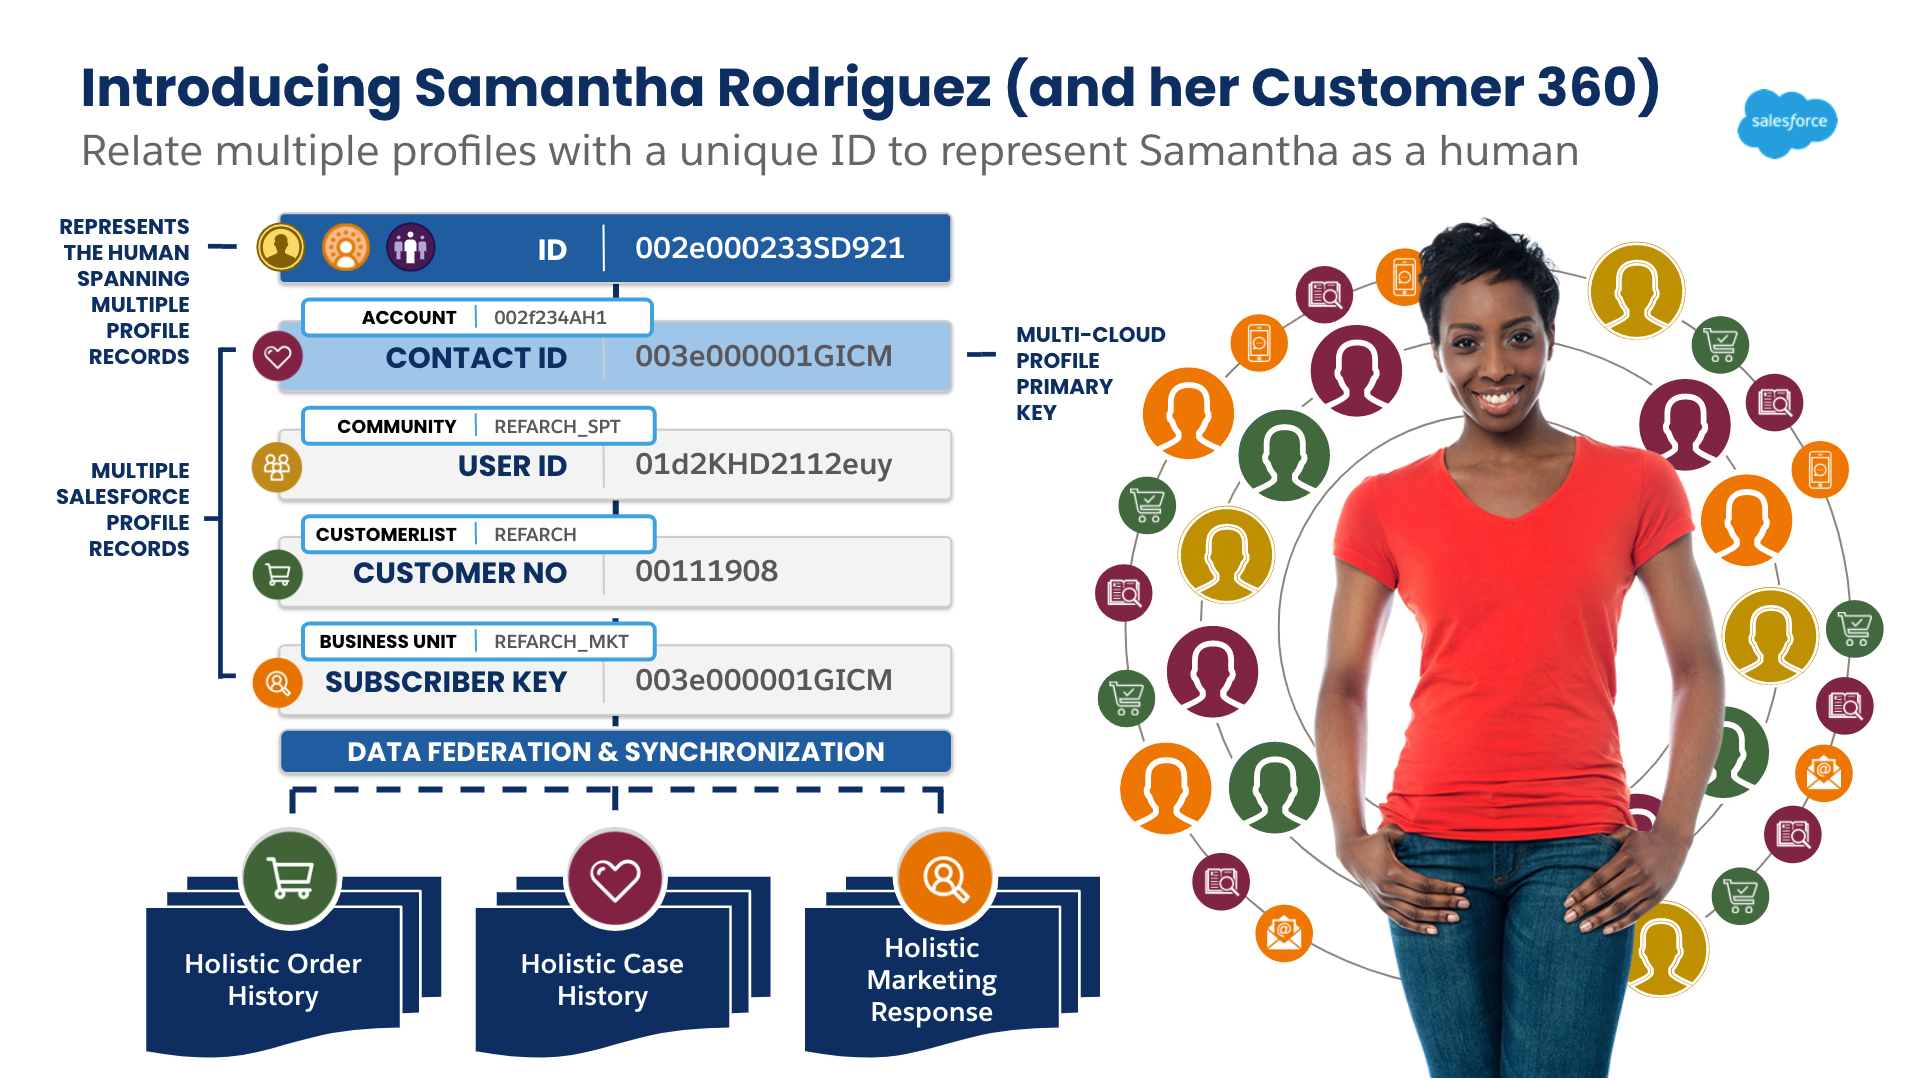 Introducing Samantha Rodriguez (and her Customer 360)
Relate multiple profiles with a unique ID to represent Samantha as a human
salesforce
REPRESENTS
THE HUMAN
SPANNING
MULTIPLE
PROFILE
RECORDS
ID 002e000233SD921
ACCOUNT 002f234AH1
CONTACT ID 003e000001GICM
MULTI-CLOUD
PROFILE
PRIMARY
KEY
COMMUNITY REFARCH_SPT
USER ID 01d2KHD2112euy
MULTIPLE
SALESFORCE
PROFILE
RECORDS
CUSTOMERLIST REFARCH
CUSTOMER NO 00111908
BUSINESS UNIT REFARCH_MKT
SUBSCRIBER KEY 003e000001GICM
DATA FEDERATION & SYNCHRONIZATION
Holistic Order
History
Holistic Case
History
Holistic
Marketing
Response